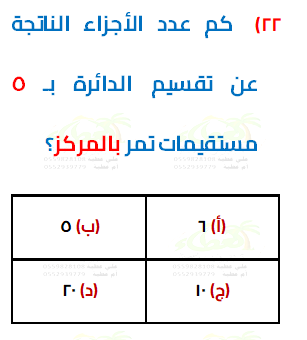 ٢٢) كم عدد الأجزاء الناتجة
عن تقسيم الدائرة بـ ٥
مستقيمات تمر بالمركز؟
(أ) ٦
(ب) ٥
(ج) ١٠
(د) ٢٠